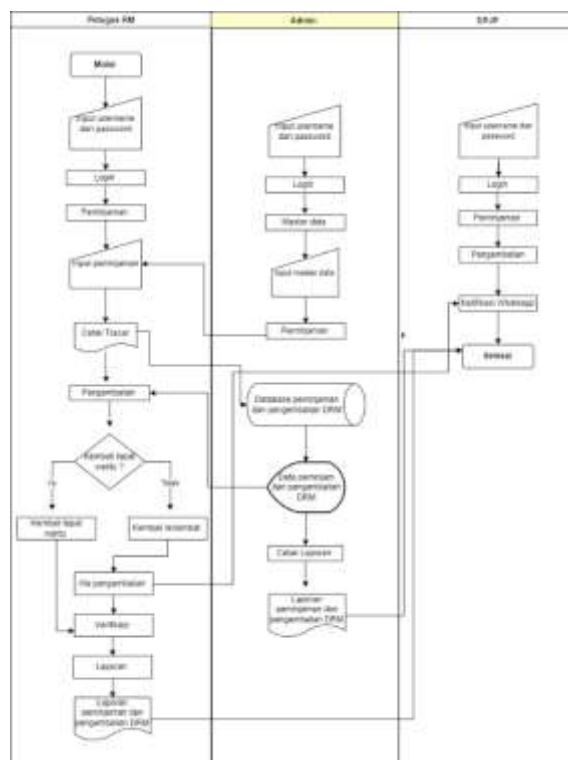 Petugas RM
Admin
Mulai
Input username
dan password
Login
Peminjaman
Input peminjaman
Cetak Tracer
Pengembalian
Kembali tepat
waktu ?
Ya
Tidak
Kembali tepat
waktu
Kembali terlambat
pengembalian
Verifikasi
Laporan
Laporan
peminjaman dan
pengembalian DRM
Input username
dan password
Login
Master data
Input master data
Peminjaman
Database peminjaman
dan pengembalian DRM
Data peminjam
dan pengembalian
DRM
Cetak Laporan
Laporan
peminjaman dan
pengembalian DRM
Input username dan
password
Login
Peminjaman
Pengembalian
Notifikasi Whatsapp
Selesai